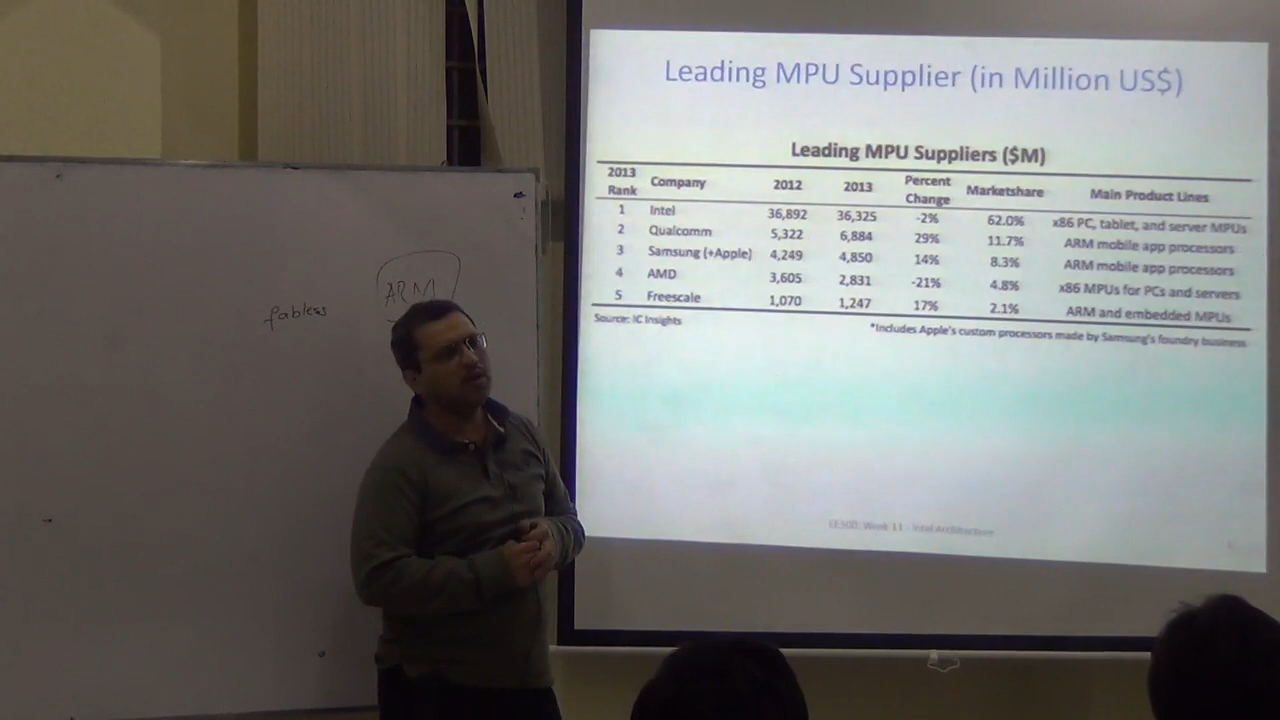 Leading MPU Supplier (in Million US$)
Leading MPU Suppliers ($M)
2013 Rank Company 2012 2013 Percent Change Marketshare Main Product Lines
1 Intel 36,892 36,325 -2% 62.0% x86 PC, tablet, and server MPUs
2 Qualcomm 5,322 6,884 29% 11.7% ARM mobile app processors
3 Samsung (+Apple) 4,249 4,850 14% 8.3% ARM mobile app processors
4 AMD 3,605 2,831 -21% 4.8% x86 MPUs for PCs and servers
5 Freescale 1,070 1,247 17% 2.1% ARM and embedded MPUs
Source: IC Insights
*Includes Apple's custom processors made by Samsung's foundry business
Week 11 - Intel Architecture
ARM
fabless